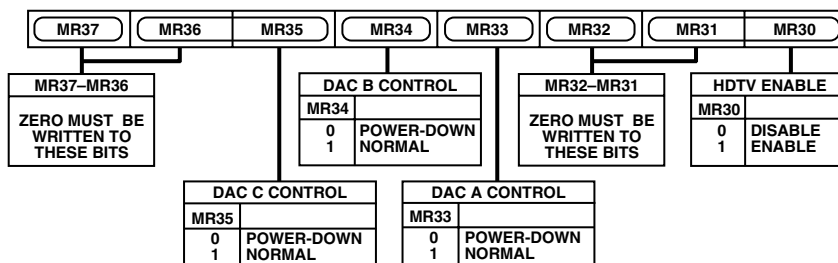 MR37 MR36 MR35 MR34 MR33 MR32 MR31 MR30
MR37–MR36
ZERO MUST BE
WRITTEN TO
THESE BITS
DAC B CONTROL
MR34
0 POWER-DOWN
1 NORMAL
MR32–MR31
ZERO MUST BE
WRITTEN TO
THESE BITS
HDTV ENABLE
MR30
0 DISABLE
1 ENABLE
DAC C CONTROL
MR35
0 POWER-DOWN
1 NORMAL
DAC A CONTROL
MR33
0 POWER-DOWN
1 NORMAL